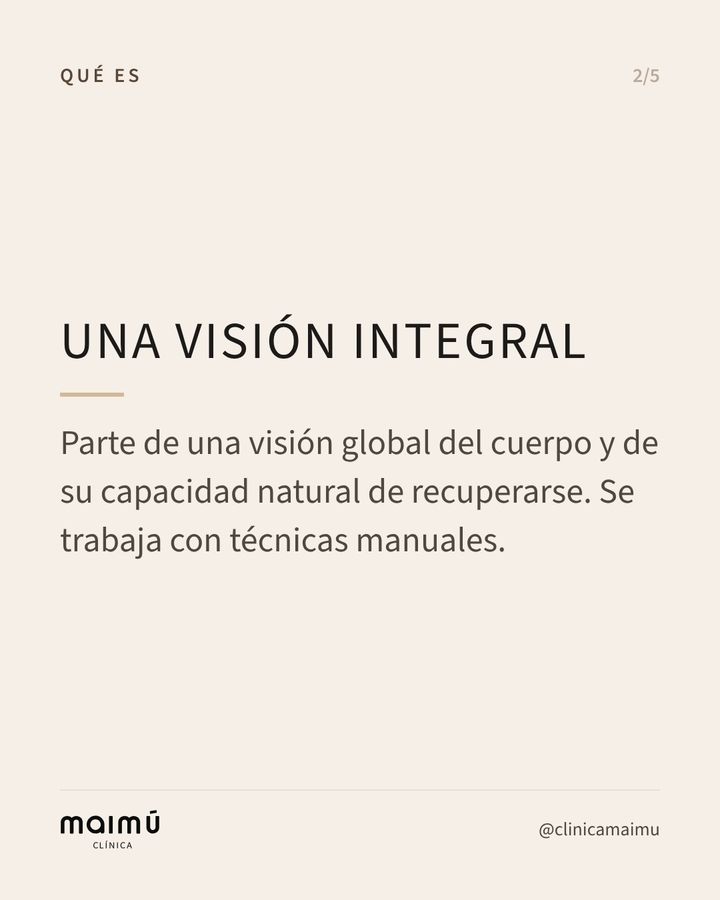 QUÉ ES
2/5
UNA VISIÓN INTEGRAL
Parte de una visión global del cuerpo y de
su capacidad natural de recuperarse. Se
trabaja con técnicas manuales.
maimú
CLÍNICA
@clinicamaimu